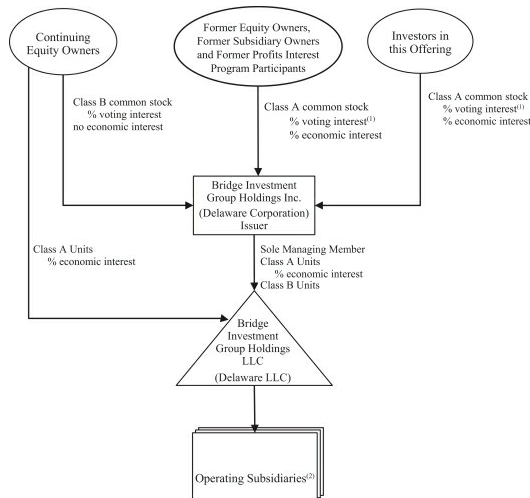 Continuing
Equity Owners
Former Equity Owners,
Former Subsidiary Owners
and Former Profits Interest
Program Participants
Investors in
this Offering
Class B common stock
% voting interest
no economic interest
Class A common stock
% voting interest(1)
% economic interest
Class A common stock
% voting interest(1)
% economic interest
Bridge Investment
Group Holdings Inc.
(Delaware Corporation)
Issuer
Class A Units
% economic interest
Sole Managing Member
Class A Units
% economic interest
Class B Units
Bridge
Investment
Group Holdings
LLC
(Delaware LLC)
Operating Subsidiaries(2)